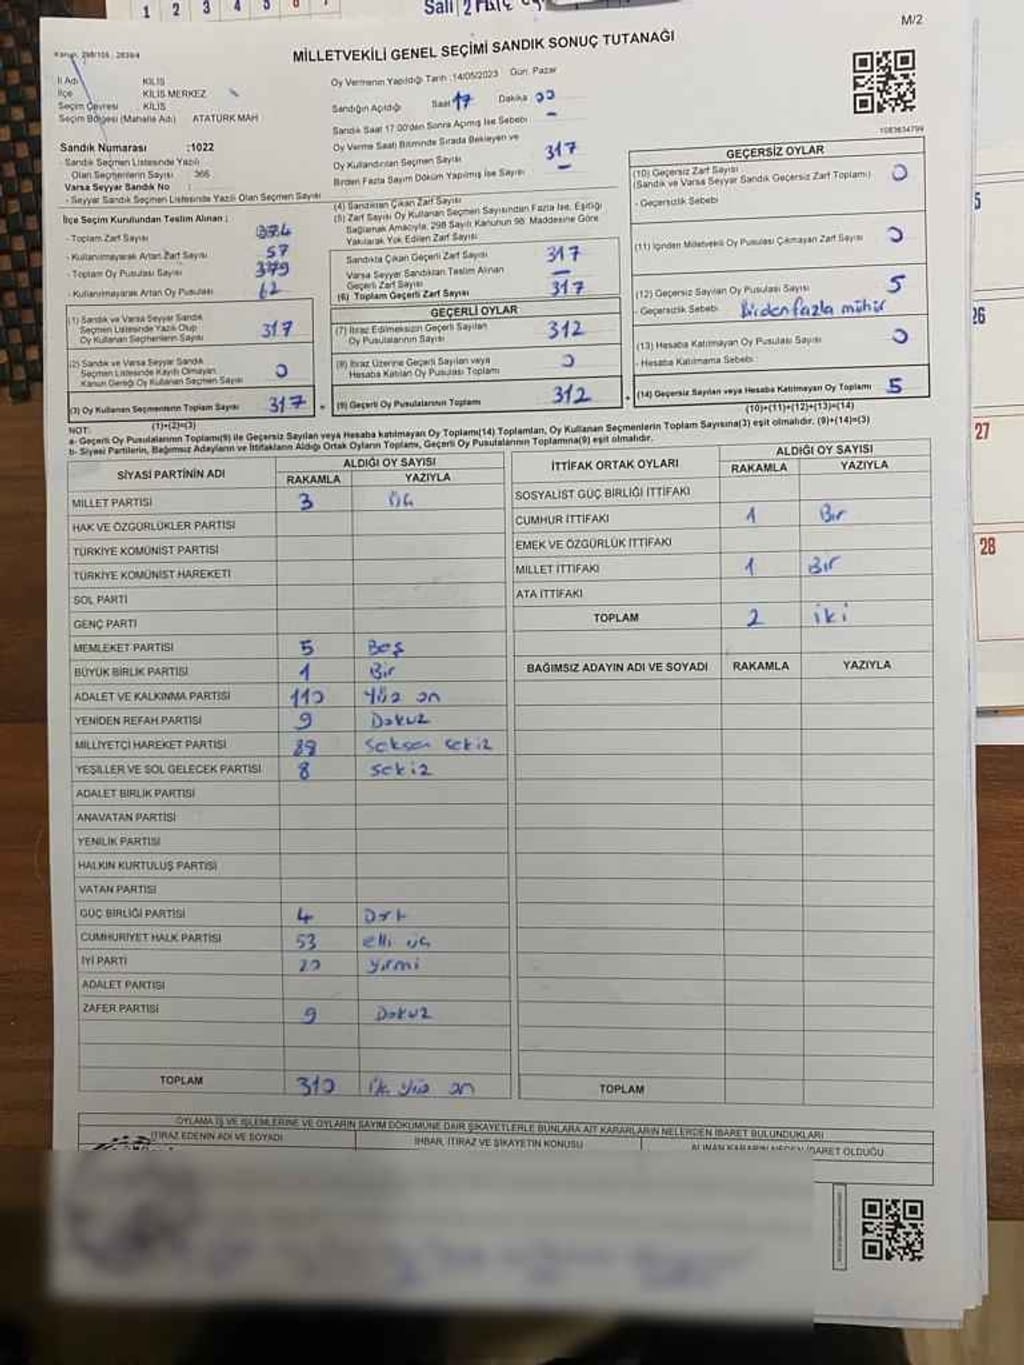 1 2 3 4 5 6 7
Salı
M/2
MİLLETVEKİLİ GENEL SEÇİMİ SANDIK SONUÇ TUTANAĞI
İl Adı KİLİS
İlçe KİLİS MERKEZ
Seçim Çevresi KİLİS
Seçim Bölgesi (Mahalle Adı) ATATÜRK MAH
Sandık Numarası :1022
- Sandık Seçmen Listesinde Yazılı
Olan Seçmenlerin Sayısı 366
Varsa Seyyar Sandık No :
- Seyyar Sandık Seçmen Listesinde Yazılı Olan Seçmen Sayısı
Oy Vermenin Yapıldığı Tarih :14/05/2023 Gün: Pazar
Sandığın Açıldığı Saat 17 Dakika 00
Sandık Saat 17:00'den Sonra Açılmış İse Sebebi : -
Oy Verme Saati Bitiminde Sırada Bekleyen ve
Oy Kullandırılan Seçmen Sayısı 317
Birden Fazla Sayım Döküm Yapılmış İse Sayısı -
1083634799
İlçe Seçim Kurulundan Teslim Alınan :
- Toplam Zarf Sayısı
- Kullanılmayarak Artan Zarf Sayısı 57
- Toplam Oy Pusulası Sayısı 379
- Kullanılmayarak Artan Oy Pusulası 62
(1) Sandık ve Varsa Seyyar Sandık
Seçmen Listesinde Yazılı Olup
Oy Kullanan Seçmenlerin Sayısı 317
(2) Sandık ve Varsa Seyyar Sandık
Seçmen Listesinde Kayıtlı Olmayan
Kanun Gereği Oy Kullanan Seçmen Sayısı 0
(3) Oy Kullanan Seçmenlerin Toplam Sayısı 317
(1)+(2)=(3)
(4) Sandıktan Çıkan Zarf Sayısı
(5) Zarf Sayısı Oy Kullanan Seçmen Sayısından Fazla İse, Eşitliği
Sağlamak Amacıyla, 298 Sayılı Kanunun 98. Maddesine Göre
Yakılarak Yok Edilen Zarf Sayısı
Sandıkta Çıkan Geçerli Zarf Sayısı 317
Varsa Seyyar Sandıktan Teslim Alınan
Geçerli Zarf Sayısı -
(6) Toplam Geçerli Zarf Sayısı 317
GEÇERLİ OYLAR
(7) İtiraz Edilmeksizin Geçerli Sayılan
Oy Pusulalarının Sayısı 312
(8) İtiraz Üzerine Geçerli Sayılan veya
Hesaba Katılan Oy Pusulası Toplamı 0
(9) Geçerli Oy Pusulalarının Toplamı 312
GEÇERSİZ OYLAR
(10) Geçersiz Zarf Sayısı
(Sandık ve Varsa Seyyar Sandık Geçersiz Zarf Toplamı) 0
- Geçersizlik Sebebi
(11) İçinden Milletvekili Oy Pusulası Çıkmayan Zarf Sayısı 0
(12) Geçersiz Sayılan Oy Pusulası Sayısı 5
- Geçersizlik Sebebi Birden fazla mühür
(13) Hesaba Katılmayan Oy Pusulası Sayısı 0
- Hesaba Katılmama Sebebi :
(14) Geçersiz Sayılan veya Hesaba Katılmayan Oy Toplamı 5
(10)+(11)+(12)+(13)=(14)
NOT:
a- Geçerli Oy Pusulalarının Toplamı(9) ile Geçersiz Sayılan veya Hesaba katılmayan Oy Toplamı(14) Toplamları, Oy Kullanan Seçmenlerin Toplam Sayısına(3) eşit olmalıdır. (9)+(14)=(3)
b- Siyasi Partilerin, Bağımsız Adayların ve İttifakların Aldığı Ortak Oyların Toplamı, Geçerli Oy Pusulalarının Toplamına(9) eşit olmalıdır.
SİYASİ PARTİNİN ADI ALDIĞI OY SAYISI
RAKAMLA YAZIYLA
MİLLET PARTİSİ 3 Üç
HAK VE ÖZGÜRLÜKLER PARTİSİ
TÜRKİYE KOMÜNİST PARTİSİ
TÜRKİYE KOMÜNİST HAREKETİ
SOL PARTİ
GENÇ PARTİ
MEMLEKET PARTİSİ 5 Beş
BÜYÜK BİRLİK PARTİSİ 1 Bir
ADALET VE KALKINMA PARTİSİ 110 Yüz on
YENİDEN REFAH PARTİSİ 9 Dokuz
MİLLİYETÇİ HAREKET PARTİSİ 88 Seksen sekiz
YEŞİLLER VE SOL GELECEK PARTİSİ 8 sekiz
ADALET BİRLİK PARTİSİ
ANAVATAN PARTİSİ
YENİLİK PARTİSİ
HALKIN KURTULUŞ PARTİSİ
VATAN PARTİSİ
GÜÇ BİRLİĞİ PARTİSİ 4 Dört
CUMHURİYET HALK PARTİSİ 53 elli üç
İYİ PARTİ 20 yirmi
ADALET PARTİSİ
ZAFER PARTİSİ 9 Dokuz
TOPLAM 310 yüz on
İTTİFAK ORTAK OYLARI ALDIĞI OY SAYISI
RAKAMLA YAZIYLA
SOSYALİST GÜÇ BİRLİĞİ İTTİFAKI
CUMHUR İTTİFAKI 1 Bir
EMEK VE ÖZGÜRLÜK İTTİFAKI
MİLLET İTTİFAKI 1 Bir
ATA İTTİFAKI
TOPLAM 2 iki
BAĞIMSIZ ADAYIN ADI VE SOYADI RAKAMLA YAZIYLA
TOPLAM
OYLAMA İŞ VE İŞLEMLERİNE VE OYLARIN SAYIM DÖKÜMÜNE DAİR ŞİKAYETLERLE BUNLARA AİT KARARLARIN NELERDEN İBARET BULUNDUKLARI
İTİRAZ EDENİN ADI VE SOYADI İHBAR, İTİRAZ VE ŞİKAYETİN KONUSU ALINAN KARARIN NEDEN İBARET OLDUĞU
5
26
27
28